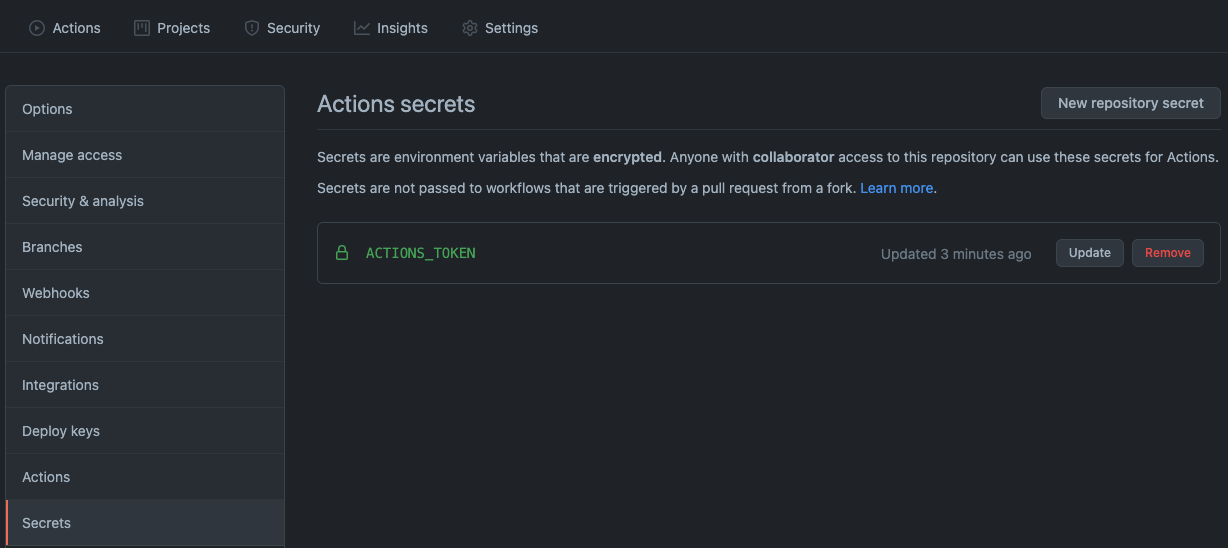 Actions Projects Security Insights Settings
Options
Manage access
Security & analysis
Branches
Webhooks
Notifications
Integrations
Deploy keys
Actions
Secrets
Actions secrets
New repository secret
Secrets are environment variables that are encrypted. Anyone with collaborator access to this repository can use these secrets for Actions.
Secrets are not passed to workflows that are triggered by a pull request from a fork. Learn more.
ACTIONS_TOKEN Updated 3 minutes ago Update Remove